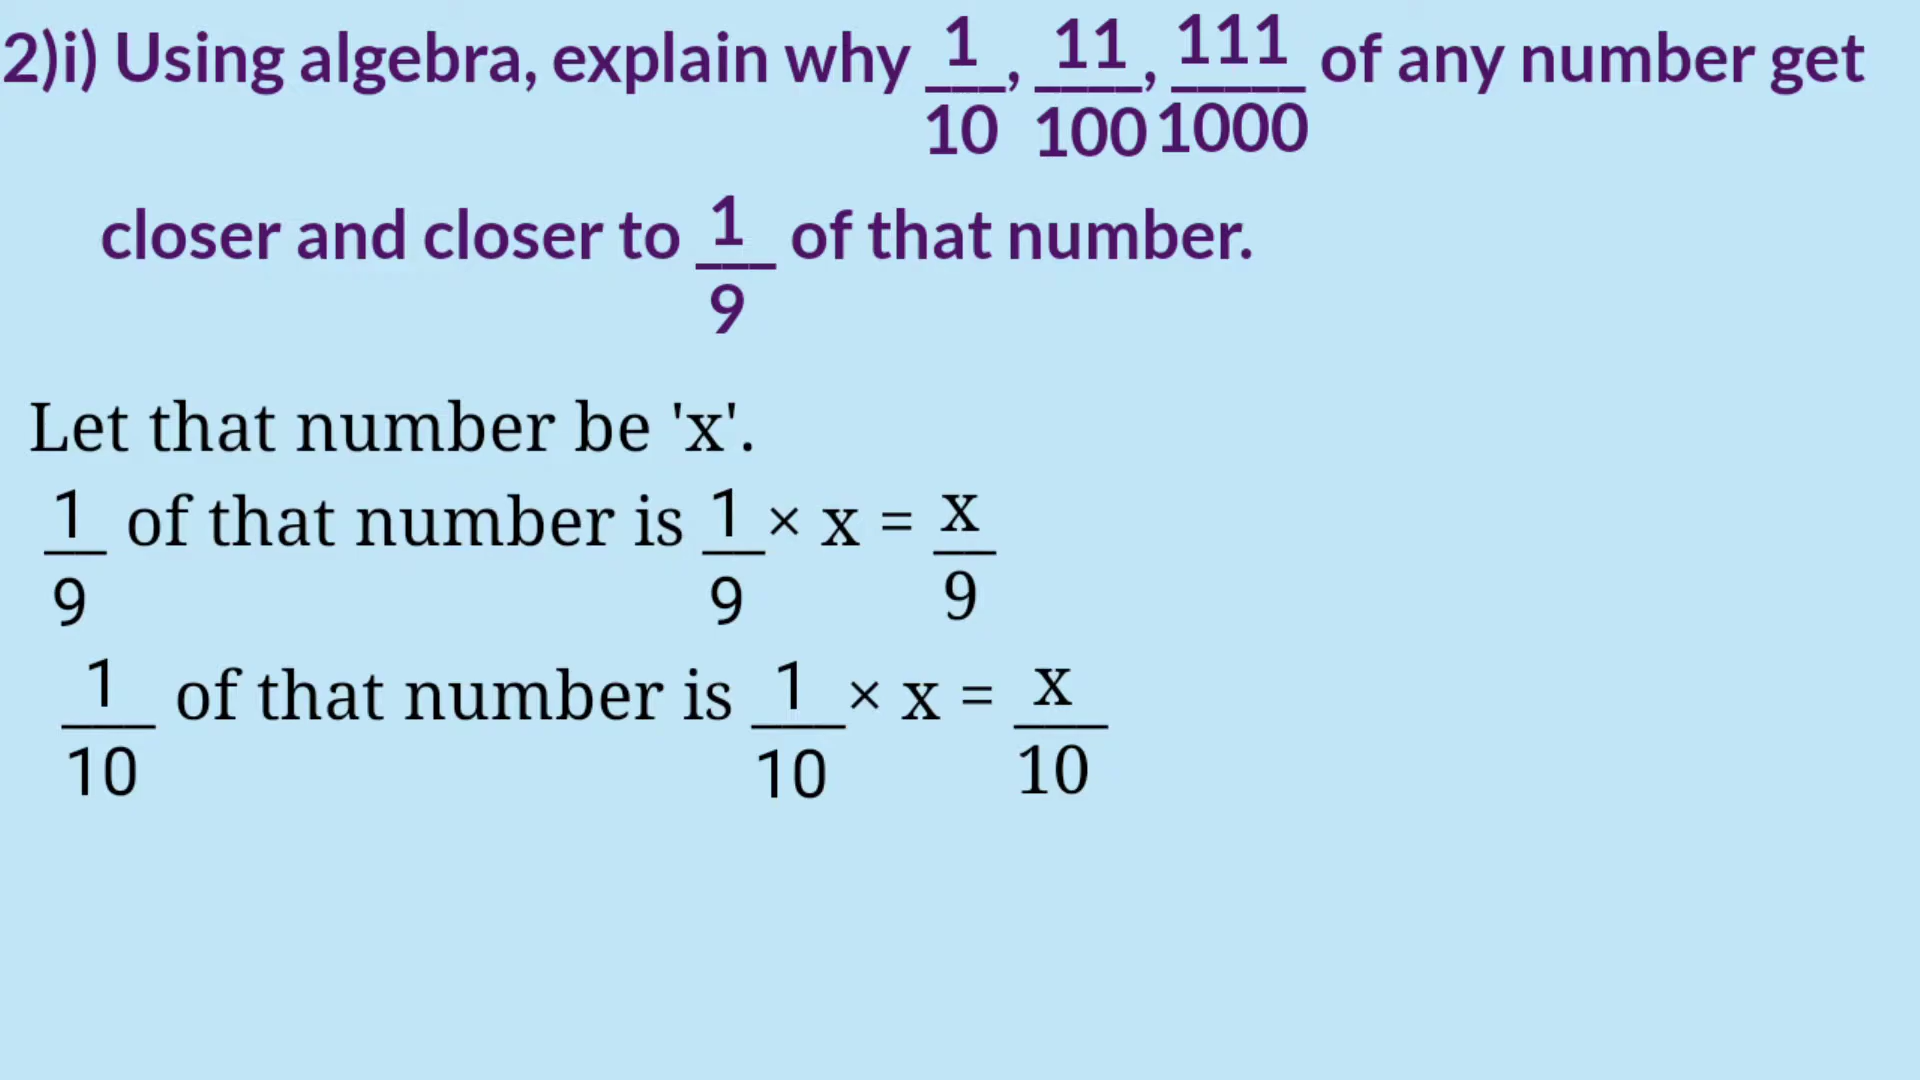 2)i) Using algebra, explain why 1/10, 11/100, 111/1000 of any number get
closer and closer to 1/9 of that number.
Let that number be 'x'.
1/9 of that number is 1/9 × x = x/9
1/10 of that number is 1/10 × x = x/10